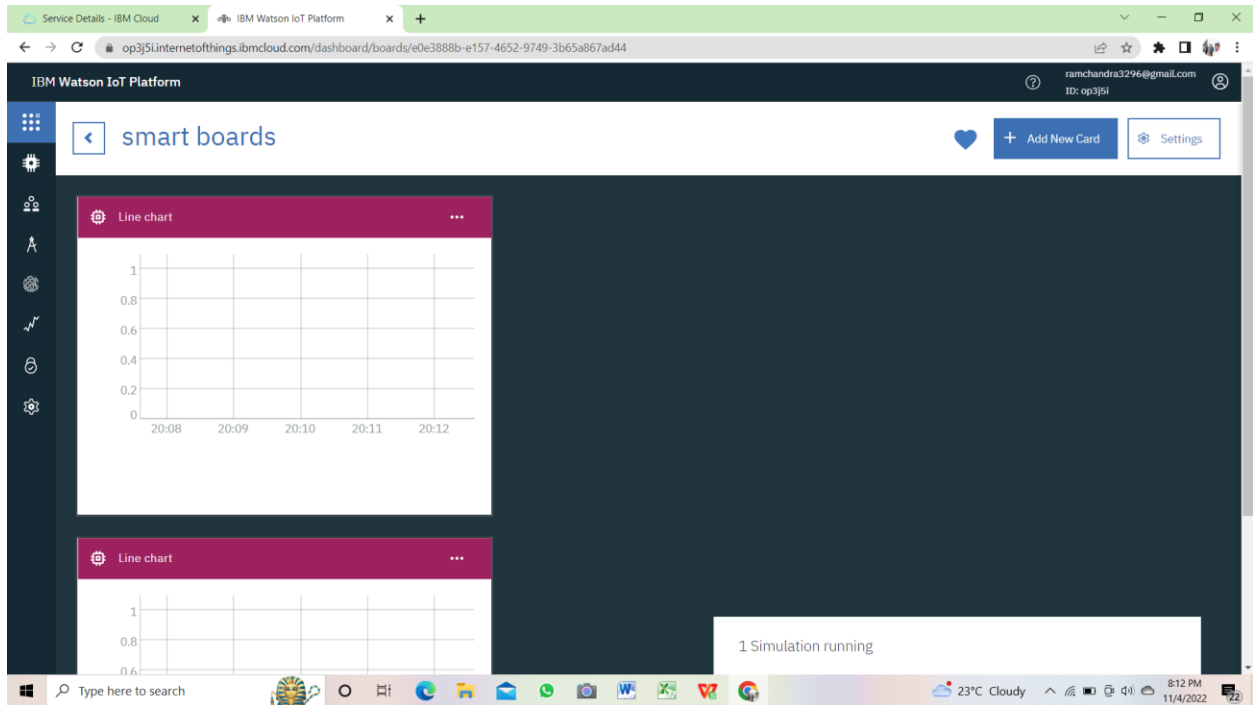 Service Details - IBM Cloud
IBM Watson IoT Platform
op3j5i.internetofthings.ibmcloud.com/dashboard/boards/e0e3888b-e157-4652-9749-3b65a867ad44
IBM Watson IoT Platform
ramchandra3296@gmail.com
ID: op3j5i
smart boards
+ Add New Card
Settings
Line chart
1
0.8
0.6
0.4
0.2
0
20:08 20:09 20:10 20:11 20:12
Line chart
1
0.8
0.6
1 Simulation running
Type here to search
23°C Cloudy
8:12 PM
11/4/2022
22